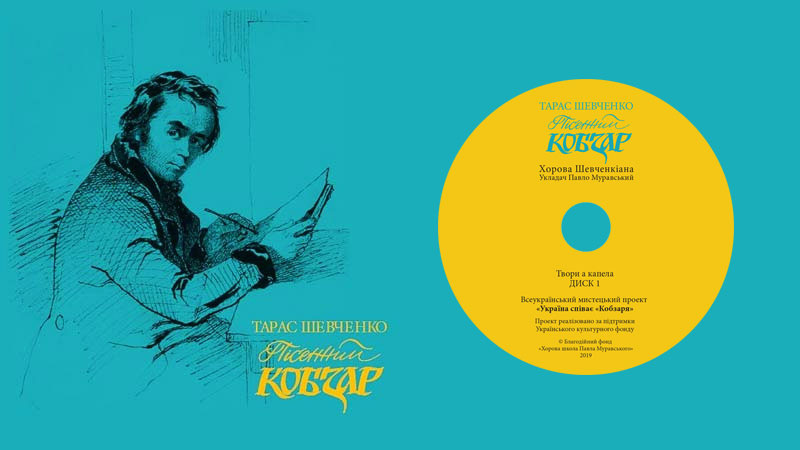 ТАРАС ШЕВЧЕНКО
Пісенний
КОБЗАР
ТАРАС ШЕВЧЕНКО
Пісенний
КОБЗАР
Хорова Шевченкіана
Укладач Павло Муравський
Твори а капела
ДИСК 1
Всеукраїнський мистецький проект
«Україна співає «Кобзаря»
Проект реалізовано за підтримки
Українського культурного фонду
© Благодійний фонд
«Хорова школа Павла Муравського»
2019